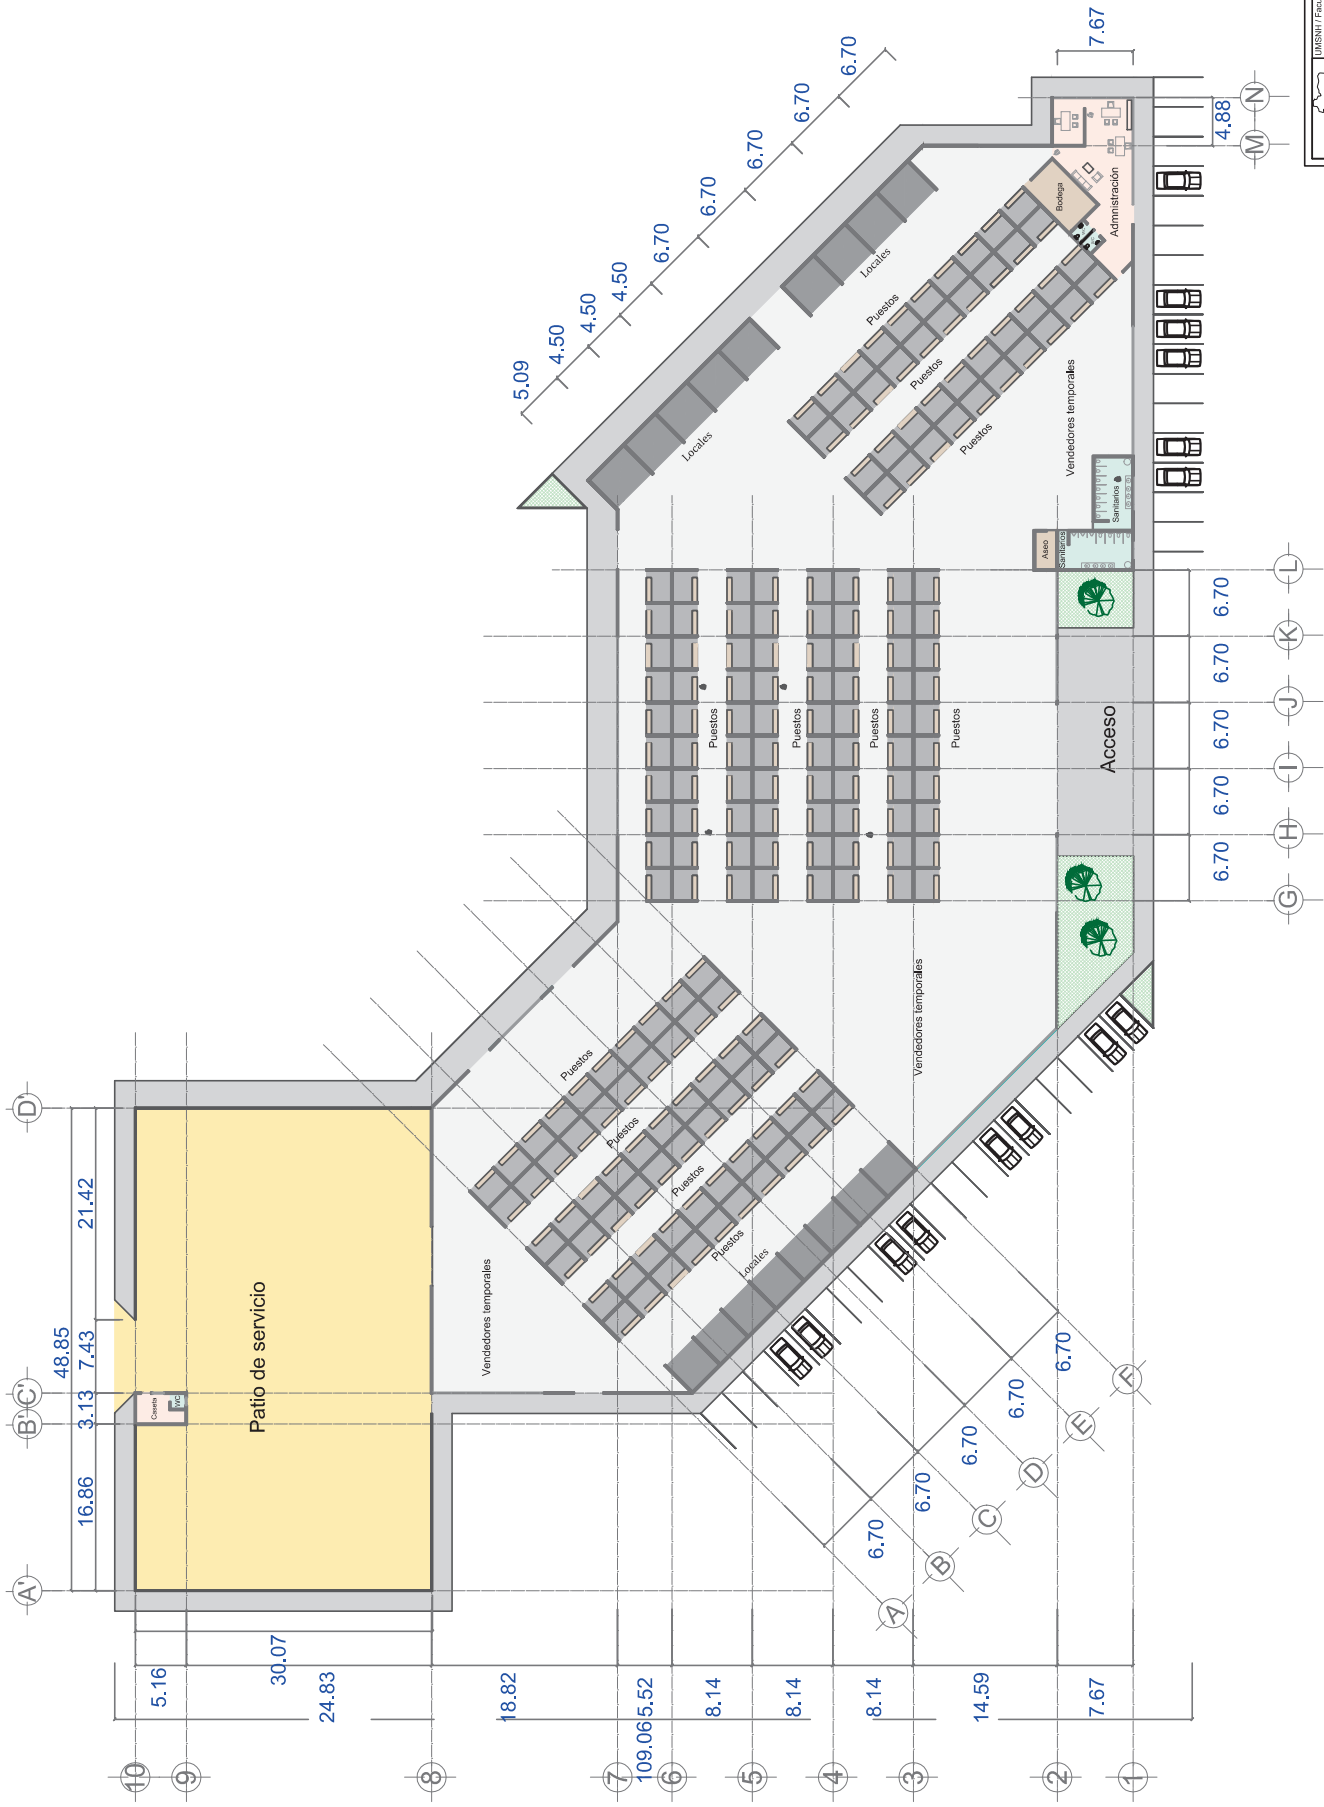 UMSNH / Facu
7.67
6.70
6.70
6.70
6.70
6.70
4.50
4.50
4.50
5.09
4.88
N
M
Bodega
Administración
Locales
Puestos
Puestos
Puestos
Locales
Vendedores temporales
Sanitarios
Aseo
Sanitarios
L
K
J
I
H
G
6.70
6.70
6.70
6.70
6.70
Puestos
Puestos
Puestos
Puestos
Acceso
Vendedores temporales
Puestos
Puestos
Puestos
Puestos
Locales
Vendedores temporales
D'
C'
B'
A'
21.42
48.85
7.43
3.13
16.86
Patio de servicio
Caseta
WC
6.70
6.70
6.70
6.70
6.70
A
B
C
D
E
F
5.16
30.07
24.83
18.82
109.06
5.52
8.14
8.14
8.14
14.59
7.67
10
9
8
7
6
5
4
3
2
1